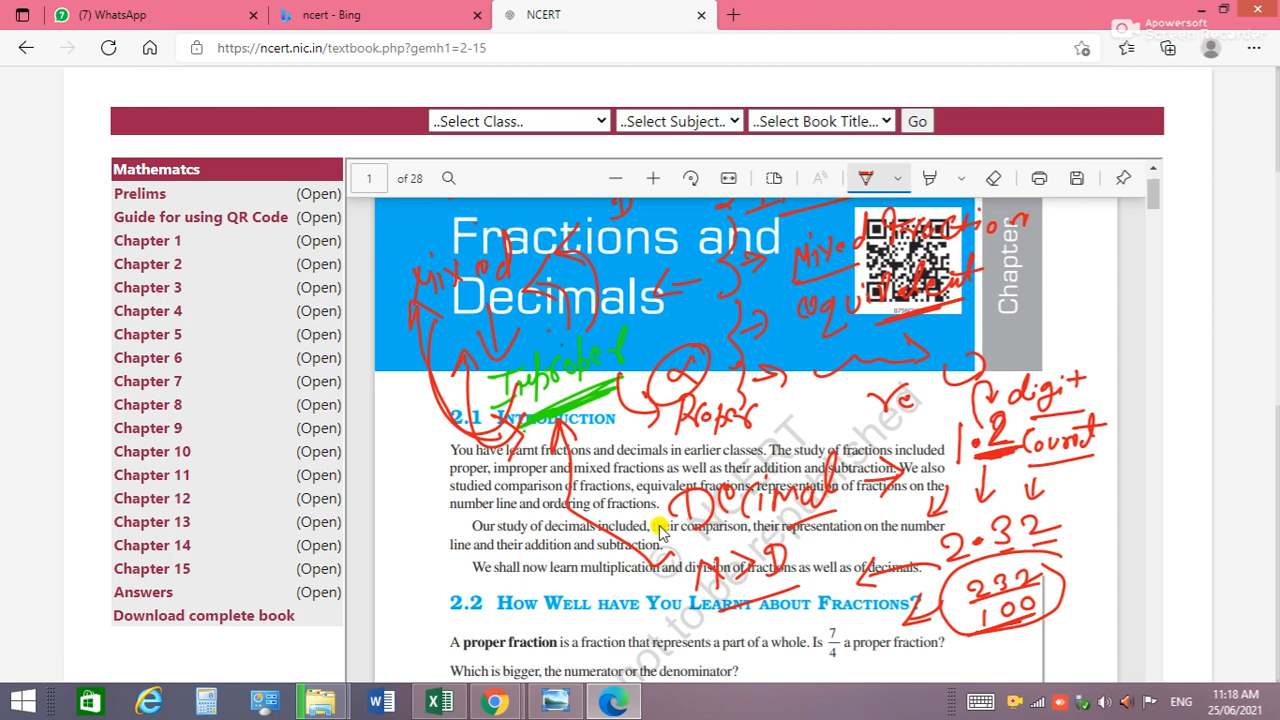 (7) WhatsApp
ncert - Bing
NCERT
Apowersoft
Screen Recorder
https://ncert.nic.in/textbook.php?gemh1=2-15
..Select Class..
..Select Subject..
..Select Book Title...
Go
Mathematcs
Prelims (Open)
Guide for using QR Code (Open)
Chapter 1 (Open)
Chapter 2 (Open)
Chapter 3 (Open)
Chapter 4 (Open)
Chapter 5 (Open)
Chapter 6 (Open)
Chapter 7 (Open)
Chapter 8 (Open)
Chapter 9 (Open)
Chapter 10 (Open)
Chapter 11 (Open)
Chapter 12 (Open)
Chapter 13 (Open)
Chapter 14 (Open)
Chapter 15 (Open)
Answers (Open)
Download complete book
1 of 28
Fractions and
Decimals
Chapter
Mixed
Mixed fraction
equivalent
Improper
Proper
digit
1.2 Count
Decimal
2.32
N>D
232
100
2.1 INTRODUCTION
You have learnt fractions and decimals in earlier classes. The study of fractions included
proper, improper and mixed fractions as well as their addition and subtraction. We also
studied comparison of fractions, equivalent fractions, representation of fractions on the
number line and ordering of fractions.
Our study of decimals included, their comparison, their representation on the number
line and their addition and subtraction.
We shall now learn multiplication and division of fractions as well as of decimals.
2.2 HOW WELL HAVE YOU LEARNT ABOUT FRACTIONS?
A proper fraction is a fraction that represents a part of a whole. Is 7/4 a proper fraction?
Which is bigger, the numerator or the denominator?
© NCERT
not to be republished
ENG
11:18 AM
25/06/2021